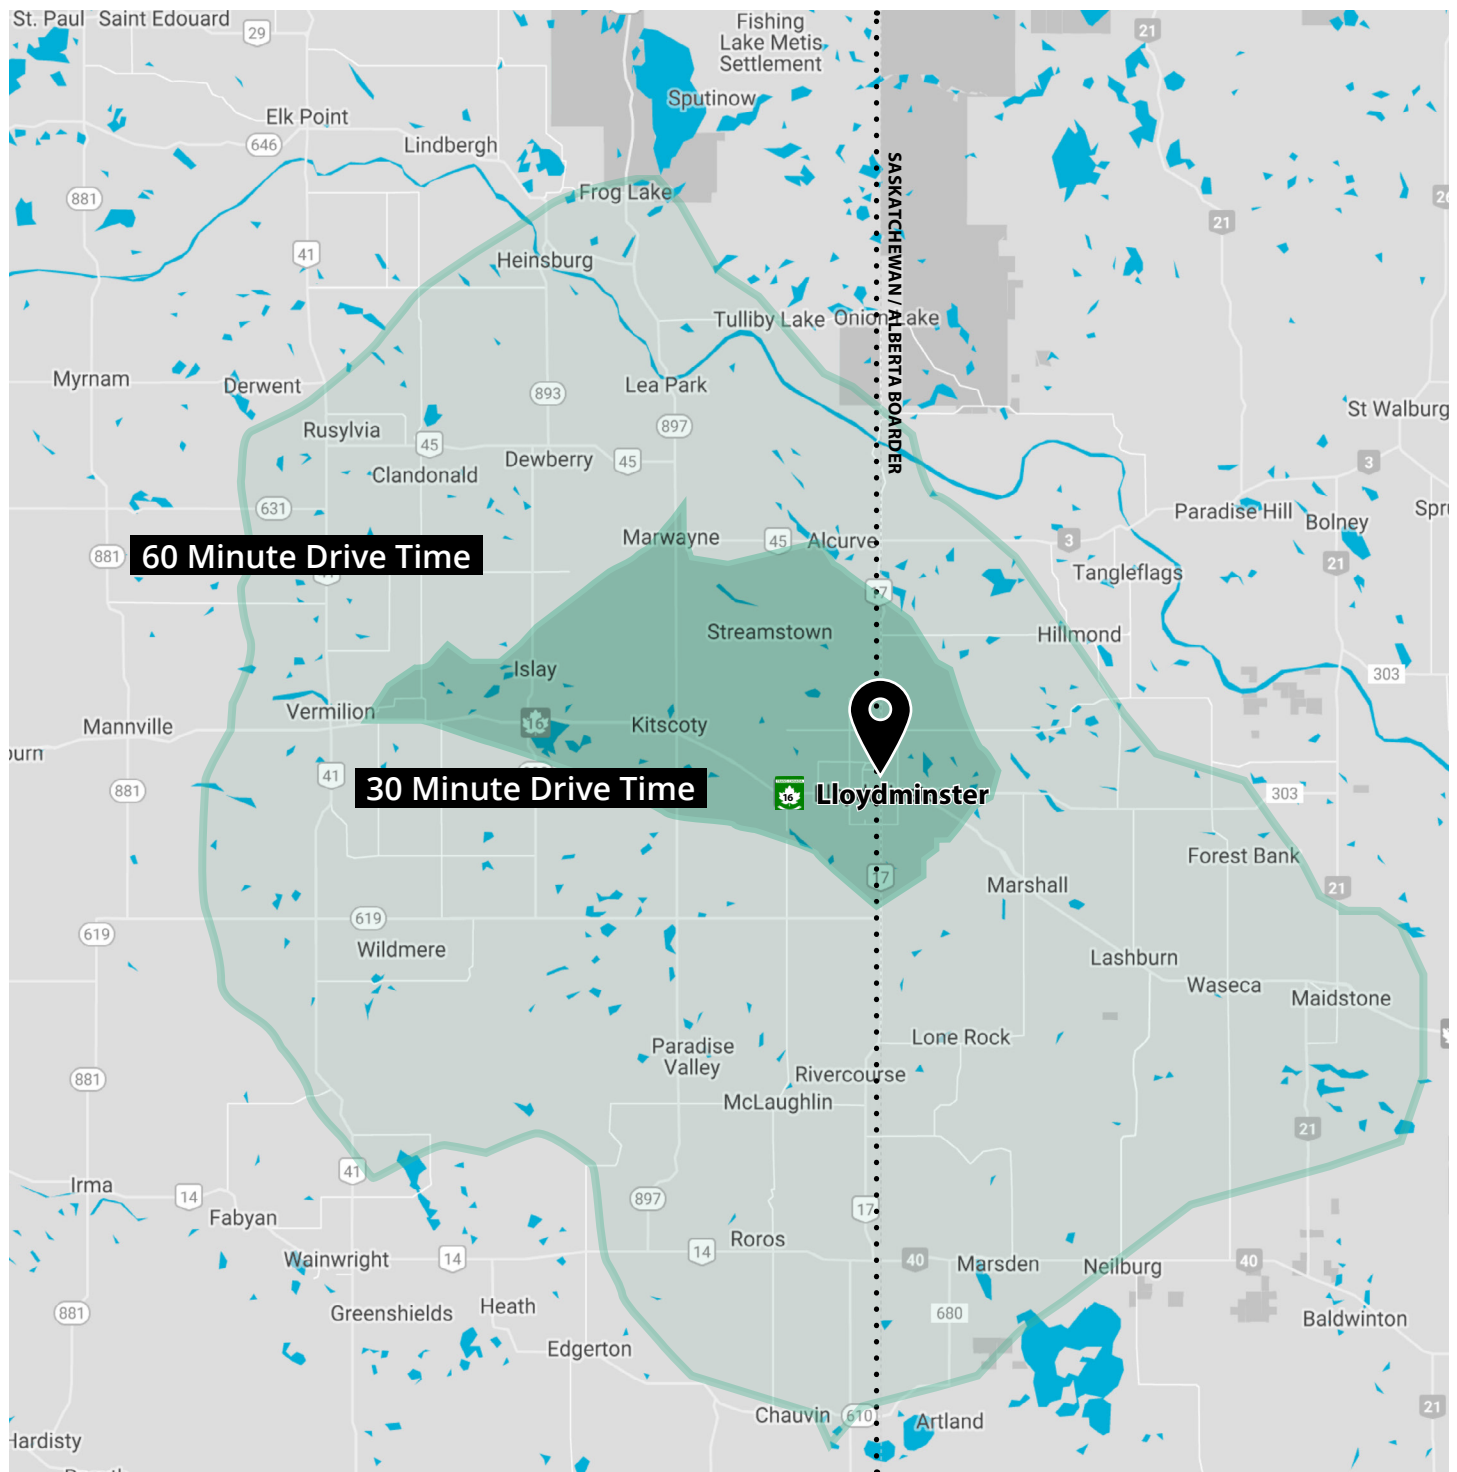 St. Paul
Saint Edouard
29
Fishing
Lake Metis
Settlement
21
Sputinow
Elk Point
646
Lindbergh
881
Frog Lake
SASKATCHEWAN / ALBERTA BOARDER
21
41
Heinsburg
Tulliby Lake
Onion Lake
Myrnam
Derwent
893
Lea Park
St Walburg
Rusylvia
897
45
Dewberry
45
Clandonald
3
631
Paradise Hill
Bolney
881
60 Minute Drive Time
Marwayne
45
Alcurve
3
21
Tangleflags
17
Streamstown
Hillmond
Islay
303
Vermilion
16
Kitscoty
Mannville
41
881
30 Minute Drive Time
16
Lloydminster
303
Forest Bank
17
Marshall
21
619
619
Wildmere
Lashburn
Waseca
Maidstone
Paradise
Valley
Lone Rock
Rivercourse
881
McLaughlin
21
41
Irma
14
897
17
Fabyan
Roros
14
Wainwright
14
40
Marsden
Neilburg
40
881
Greenshields
Heath
680
Baldwinton
Edgerton
Chauvin
610
Artland
21
Hardisty